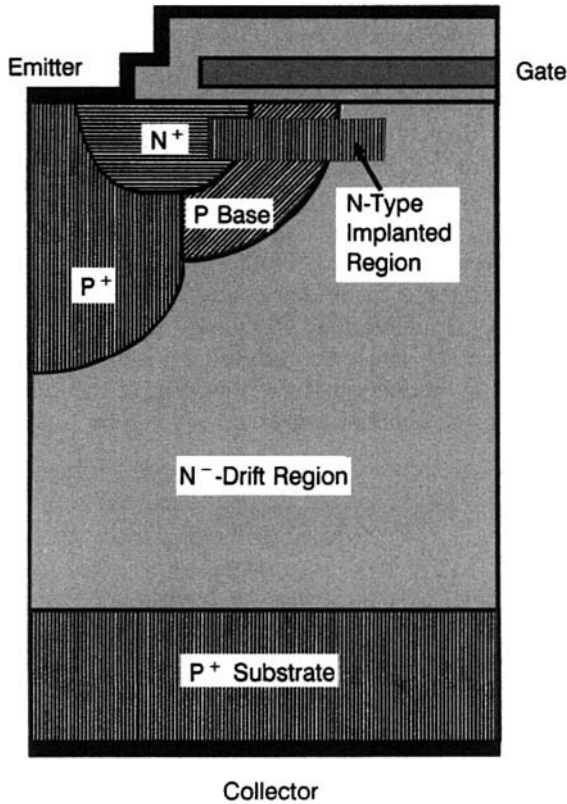 Emitter
Gate
N+
P Base
N-Type
Implanted
Region
P+
N−-Drift Region
P+ Substrate
Collector